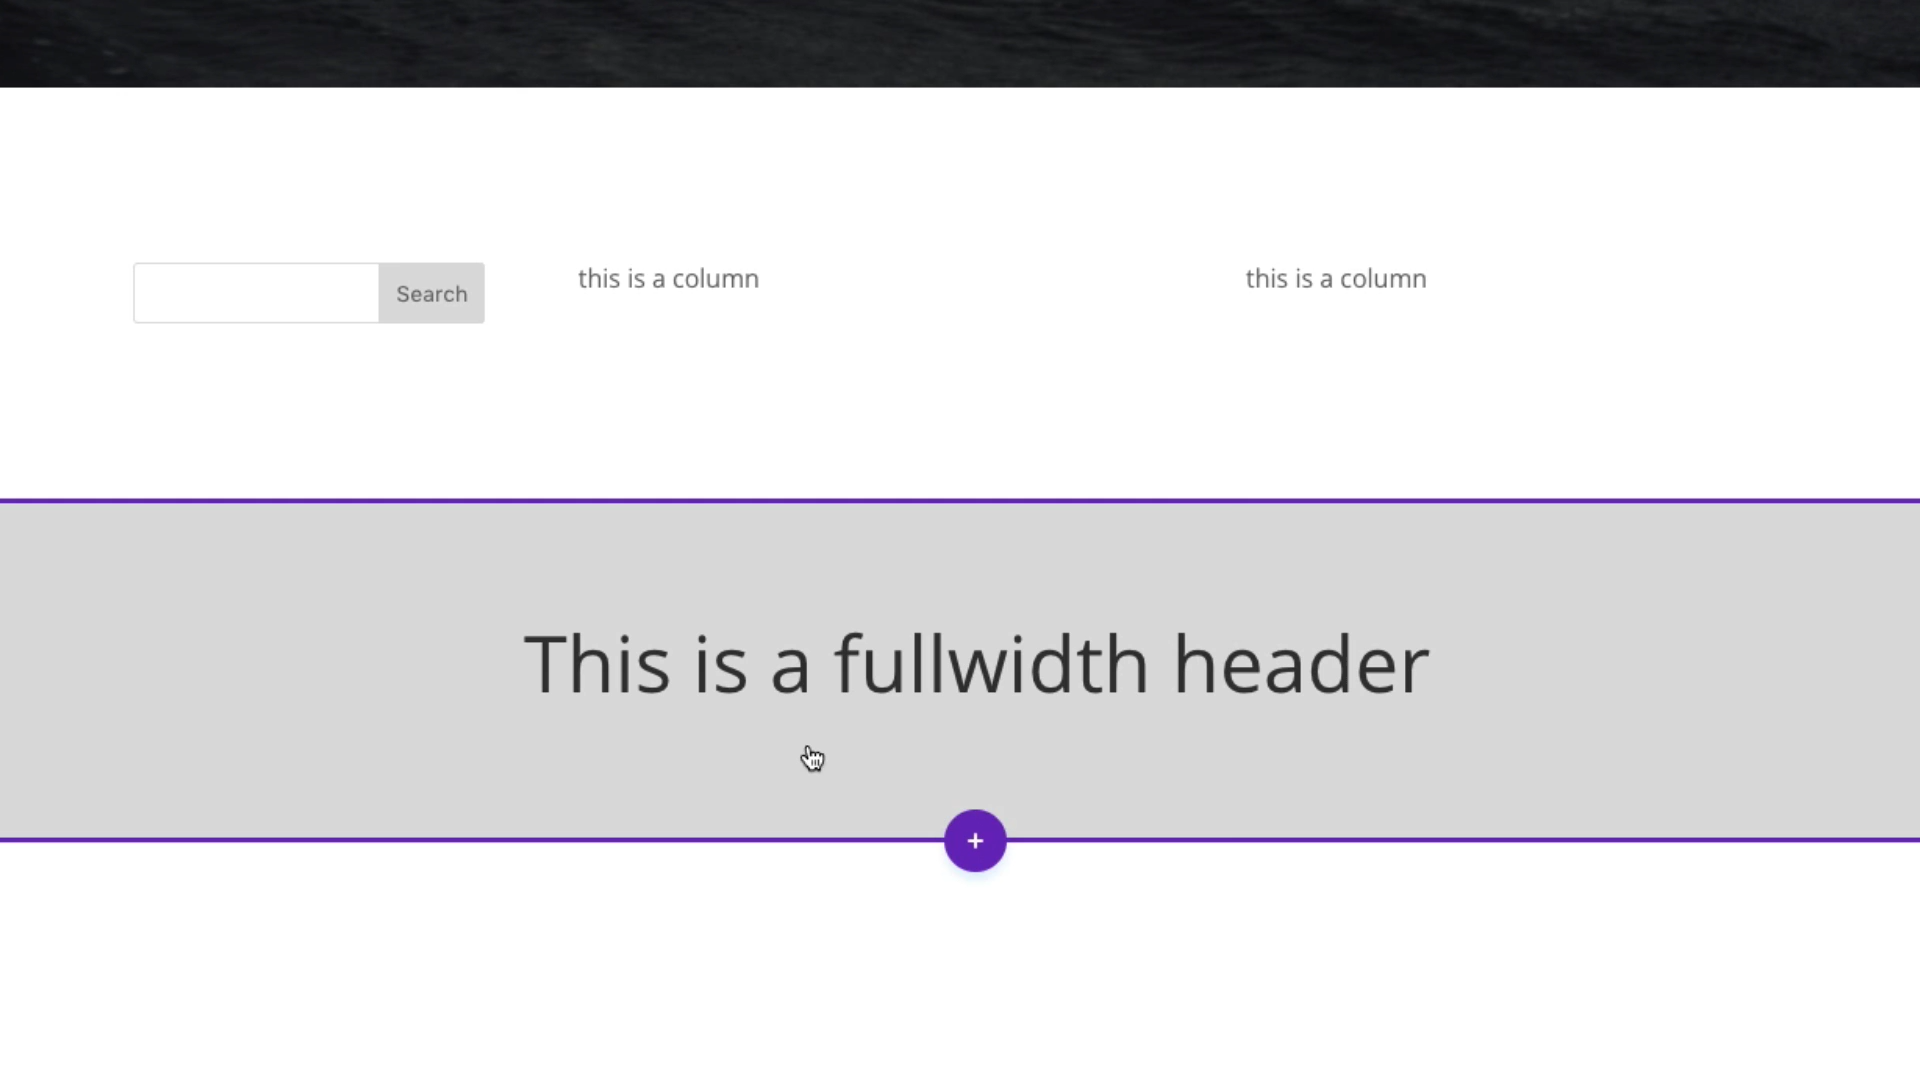 Search
this is a column
this is a column
This is a fullwidth header
+